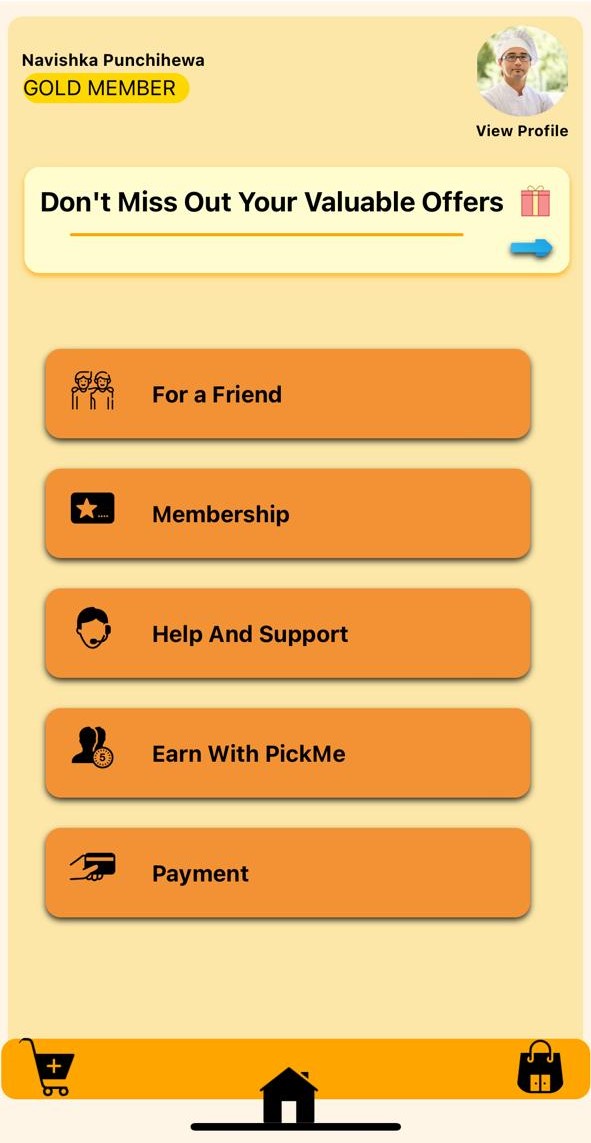 Navishka Punchihewa
GOLD MEMBER
View Profile
Don't Miss Out Your Valuable Offers
For a Friend
Membership
Help And Support
Earn With PickMe
5
Payment